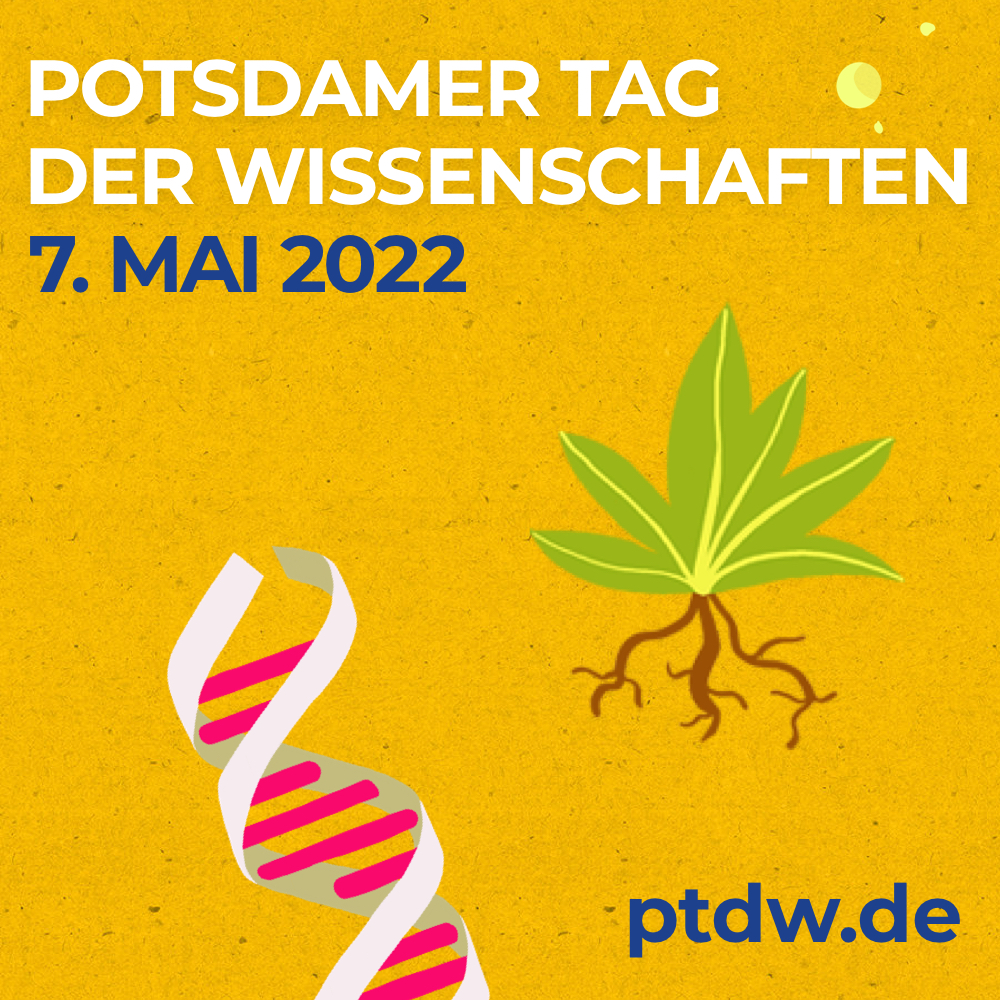 POTSDAMER TAG
DER WISSENSCHAFTEN
7. MAI 2022
ptdw.de